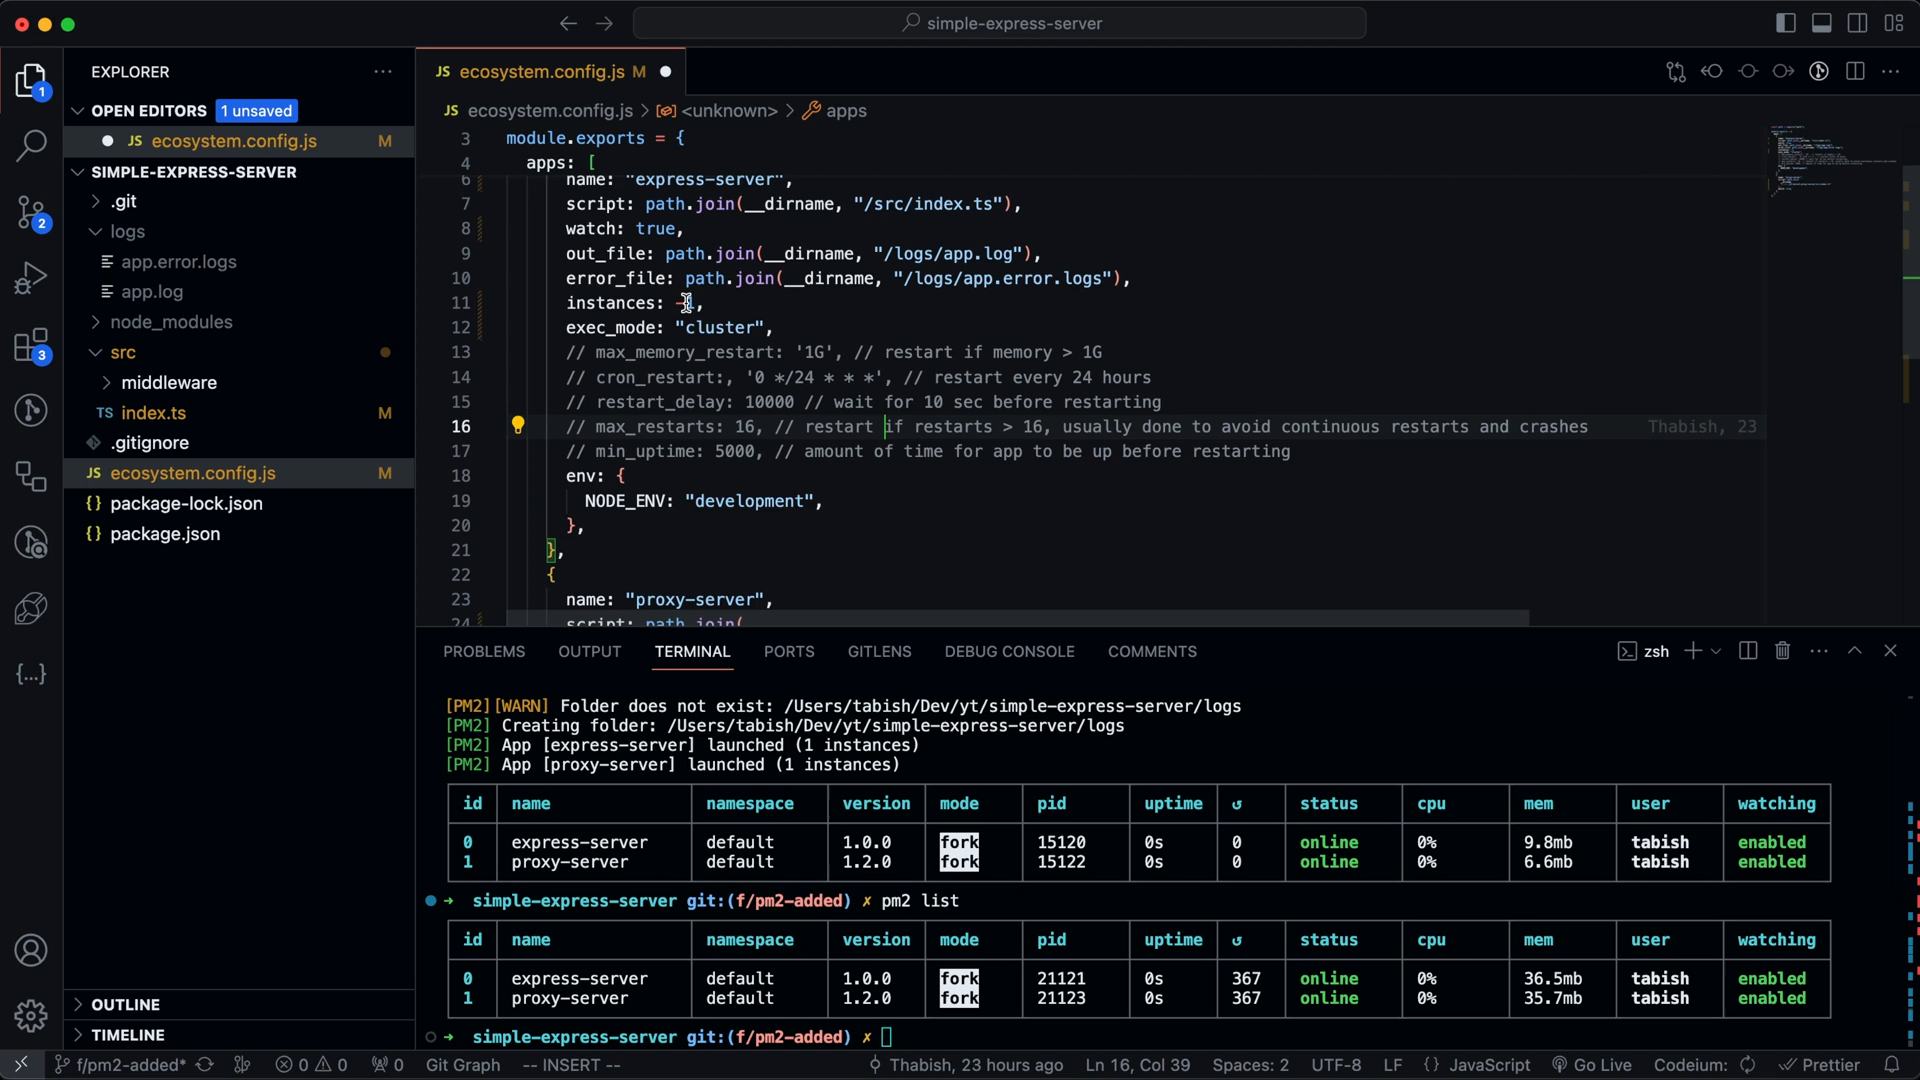 simple-express-server
EXPLORER
OPEN EDITORS 1 unsaved
JS ecosystem.config.js M
SIMPLE-EXPRESS-SERVER
.git
logs
app.error.logs
app.log
node_modules
src
middleware
TS index.ts M
.gitignore
JS ecosystem.config.js M
{} package-lock.json
{} package.json
OUTLINE
TIMELINE
1
2
3
{...}
JS ecosystem.config.js M
JS ecosystem.config.js > <unknown> > apps
3 module.exports = {
4 apps: [
6 name: "express-server",
7 script: path.join(__dirname, "/src/index.ts"),
8 watch: true,
9 out_file: path.join(__dirname, "/logs/app.log"),
10 error_file: path.join(__dirname, "/logs/app.error.logs"),
11 instances: ,
12 exec_mode: "cluster",
13 // max_memory_restart: '1G', // restart if memory > 1G
14 // cron_restart:, '0 */24 * * *', // restart every 24 hours
15 // restart_delay: 10000 // wait for 10 sec before restarting
16 // max_restarts: 16, // restart if restarts > 16, usually done to avoid continuous restarts and crashes Thabish, 23
17 // min_uptime: 5000, // amount of time for app to be up before restarting
18 env: {
19 NODE_ENV: "development",
20 },
21 },
22 {
23 name: "proxy-server",
24 script: path.join(
PROBLEMS OUTPUT TERMINAL PORTS GITLENS DEBUG CONSOLE COMMENTS zsh
[PM2][WARN] Folder does not exist: /Users/tabish/Dev/yt/simple-express-server/logs
[PM2] Creating folder: /Users/tabish/Dev/yt/simple-express-server/logs
[PM2] App [express-server] launched (1 instances)
[PM2] App [proxy-server] launched (1 instances)
id name namespace version mode pid uptime ↺ status cpu mem user watching
0 express-server default 1.0.0 fork 15120 0s 0 online 0% 9.8mb tabish enabled
1 proxy-server default 1.2.0 fork 15122 0s 0 online 0% 6.6mb tabish enabled
➜ simple-express-server git:(f/pm2-added) ✗ pm2 list
id name namespace version mode pid uptime ↺ status cpu mem user watching
0 express-server default 1.0.0 fork 21121 0s 367 online 0% 36.5mb tabish enabled
1 proxy-server default 1.2.0 fork 21123 0s 367 online 0% 35.7mb tabish enabled
➜ simple-express-server git:(f/pm2-added) ✗
f/pm2-added* 0 0 0 Git Graph -- INSERT -- Thabish, 23 hours ago Ln 16, Col 39 Spaces: 2 UTF-8 LF {} JavaScript Go Live Codeium: Prettier